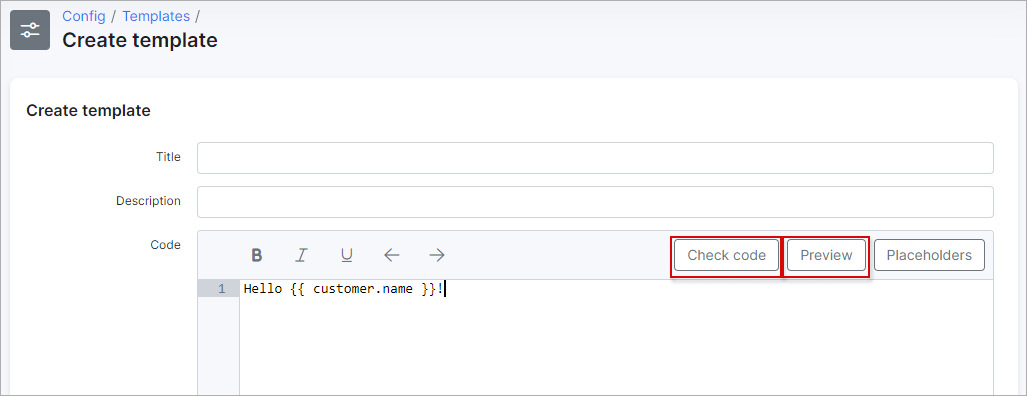 Config / Templates /
Create template
Create template
Title
Description
Code
B I U Check code Preview Placeholders
1 Hello {{ customer.name }}!